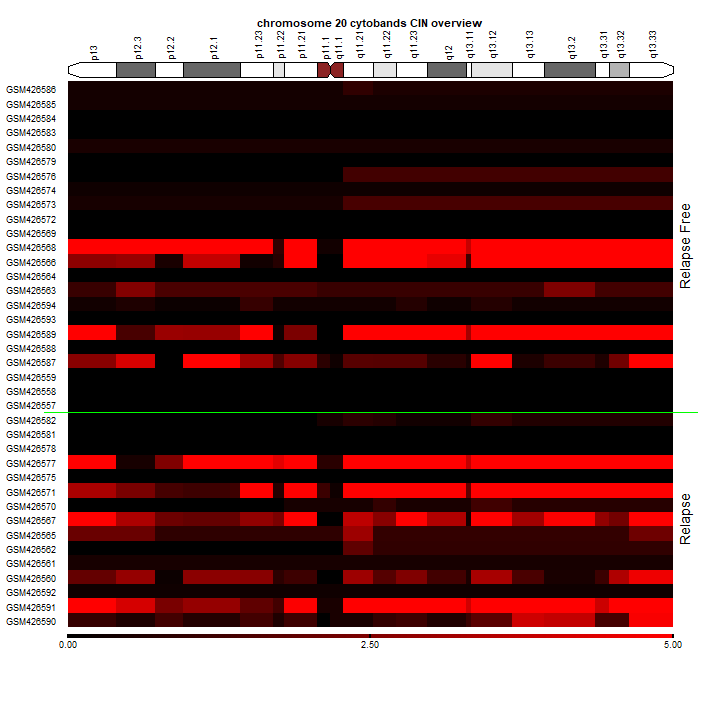 chromosome 20 cytobands CIN overview
p13 p12.3 p12.2 p12.1 p11.23 p11.22 p11.21 p11.1 q11.1 q11.21 q11.22 q11.23 q12 q13.11 q13.12 q13.13 q13.2 q13.31 q13.32 q13.33
GSM426586
GSM426585
GSM426584
GSM426583
GSM426580
GSM426579
GSM426576
GSM426574
GSM426573
GSM426572
GSM426569
GSM426568
GSM426566
GSM426564
GSM426563
GSM426594
GSM426593
GSM426589
GSM426588
GSM426587
GSM426559
GSM426558
GSM426557
Relapse Free
GSM426582
GSM426581
GSM426578
GSM426577
GSM426575
GSM426571
GSM426570
GSM426567
GSM426565
GSM426562
GSM426561
GSM426560
GSM426592
GSM426591
GSM426590
Relapse
0.00 2.50 5.00